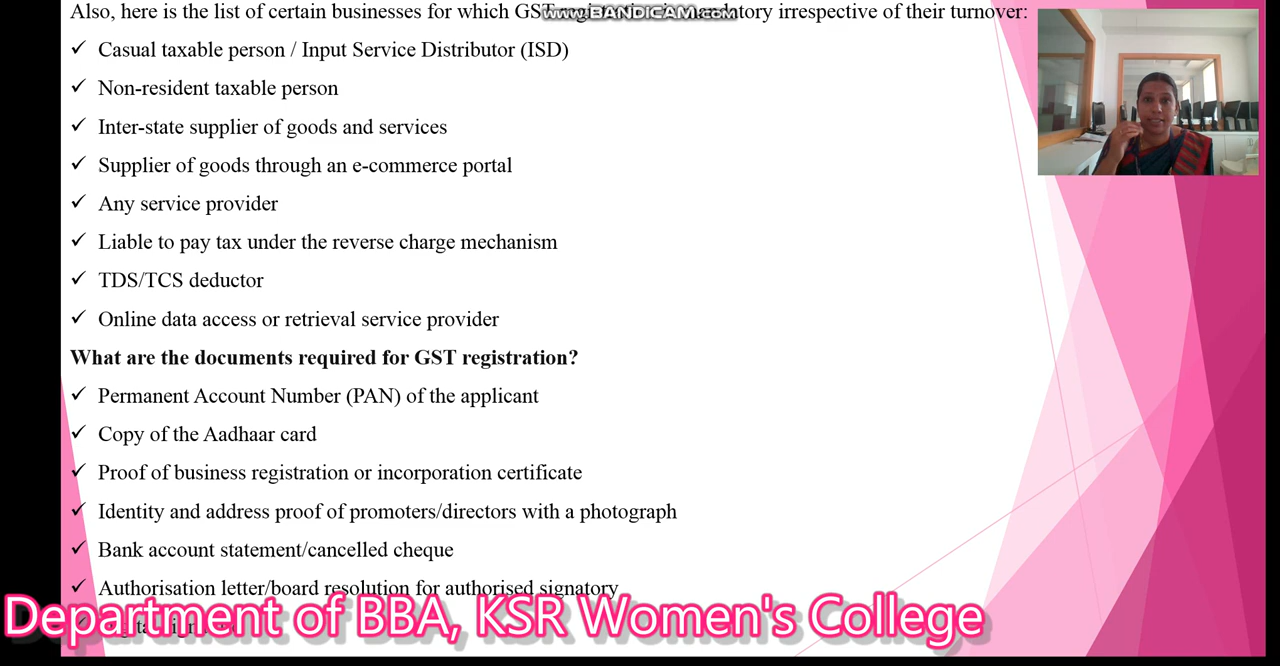 Also, here is the list of certain businesses for which GST mandatory irrespective of their turnover:
www.BANDICAM.com
✓ Casual taxable person / Input Service Distributor (ISD)
✓ Non-resident taxable person
✓ Inter-state supplier of goods and services
✓ Supplier of goods through an e-commerce portal
✓ Any service provider
✓ Liable to pay tax under the reverse charge mechanism
✓ TDS/TCS deductor
✓ Online data access or retrieval service provider
What are the documents required for GST registration?
✓ Permanent Account Number (PAN) of the applicant
✓ Copy of the Aadhaar card
✓ Proof of business registration or incorporation certificate
✓ Identity and address proof of promoters/directors with a photograph
✓ Bank account statement/cancelled cheque
✓ Authorisation letter/board resolution for authorised signatory
Department of BBA, KSR Women's College